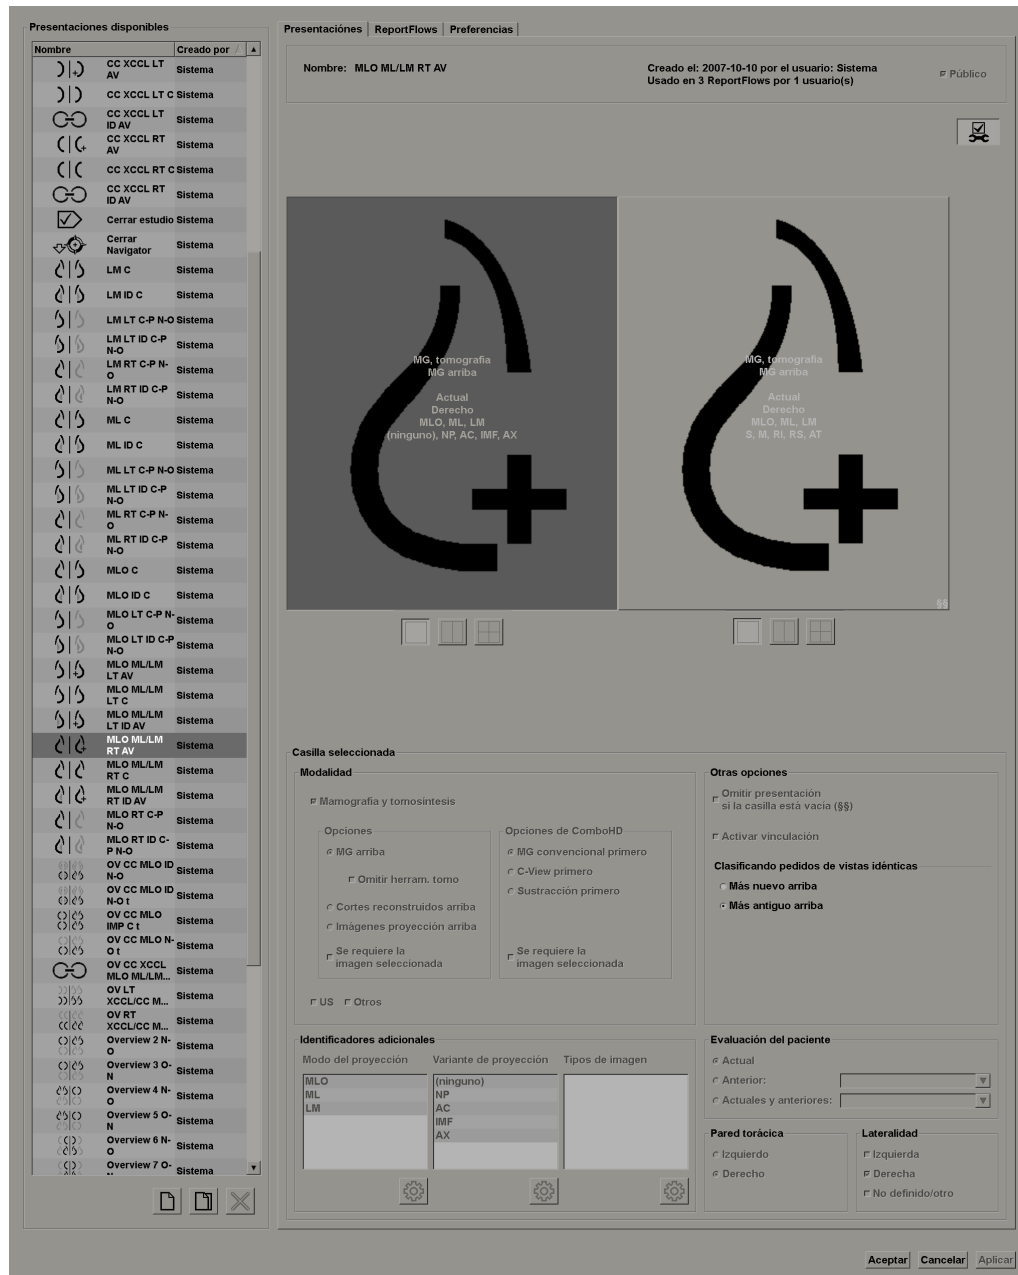 Presentaciones disponibles
Nombre Creado por
CC XCCL LT
AV
Sistema
CC XCCL LT C Sistema
CC XCCL LT
ID AV
Sistema
CC XCCL RT
AV
Sistema
CC XCCL RT C Sistema
CC XCCL RT
ID AV
Sistema
Cerrar estudio Sistema
Cerrar
Navigator
Sistema
LM C Sistema
LM ID C Sistema
LM LT C-P N-O Sistema
LM LT ID C-P
N-O
Sistema
LM RT C-P N-
O
Sistema
LM RT ID C-P
N-O
Sistema
ML C Sistema
ML ID C Sistema
ML LT C-P N-O Sistema
ML LT ID C-P
N-O
Sistema
ML RT C-P N-
O
Sistema
ML RT ID C-P
N-O
Sistema
MLO C Sistema
MLO ID C Sistema
MLO LT C-P N-
O
Sistema
MLO LT ID C-P
N-O
Sistema
MLO ML/LM
LT AV
Sistema
MLO ML/LM
LT C
Sistema
MLO ML/LM
LT ID AV
Sistema
MLO ML/LM
RT AV
Sistema
MLO ML/LM
RT C
Sistema
MLO ML/LM
RT ID AV
Sistema
MLO RT C-P
N-O
Sistema
MLO RT ID C-
P N-O
Sistema
OV CC MLO ID
N-O
Sistema
OV CC MLO ID
N-O t
Sistema
OV CC MLO
IMP C t
Sistema
OV CC MLO N-
O t
Sistema
OV CC XCCL
MLO ML/LM...
Sistema
OV LT
XCCL/CC M...
Sistema
OV RT
XCCL/CC M...
Sistema
Overview 2 N-
O
Sistema
Overview 3 O-
N
Sistema
Overview 4 N-
O
Sistema
Overview 5 O-
N
Sistema
Overview 6 N-
O
Sistema
Overview 7 O-
Sistema
Presentaciónes ReportFlows Preferencias
Nombre: MLO ML/LM RT AV
Creado el: 2007-10-10 por el usuario: Sistema
Usado en 3 ReportFlows por 1 usuario(s)
Público
MG, tomografia
MG arriba
Actual
Derecho
MLO, ML, LM
(ninguno), NP, AC, IMF, AX
MG, tomografia
MG arriba
Actual
Derecho
MLO, ML, LM
S, M, RI, RS, AT
§§
Casilla seleccionada
Modalidad
Mamografía y tomosíntesis
Opciones
MG arriba
Omitir herram. tomo
Cortes reconstruidos arriba
Imágenes proyección arriba
Se requiere la
imagen seleccionada
Opciones de ComboHD
MG convencional primero
C-View primero
Sustracción primero
Se requiere la
imagen seleccionada
US Otros
Otras opciones
Omitir presentación
si la casilla está vacía (§§)
Activar vinculación
Clasificando pedidos de vistas idénticas
Más nuevo arriba
Más antiguo arriba
Identificadores adicionales
Modo del proyección Variante de proyección Tipos de imagen
MLO
ML
LM
(ninguno)
NP
AC
IMF
AX
Evaluación del paciente
Actual
Anterior:
Actuales y anteriores:
Pared torácica
Izquierdo
Derecho
Lateralidad
Izquierda
Derecha
No definido/otro
Aceptar Cancelar Aplicar